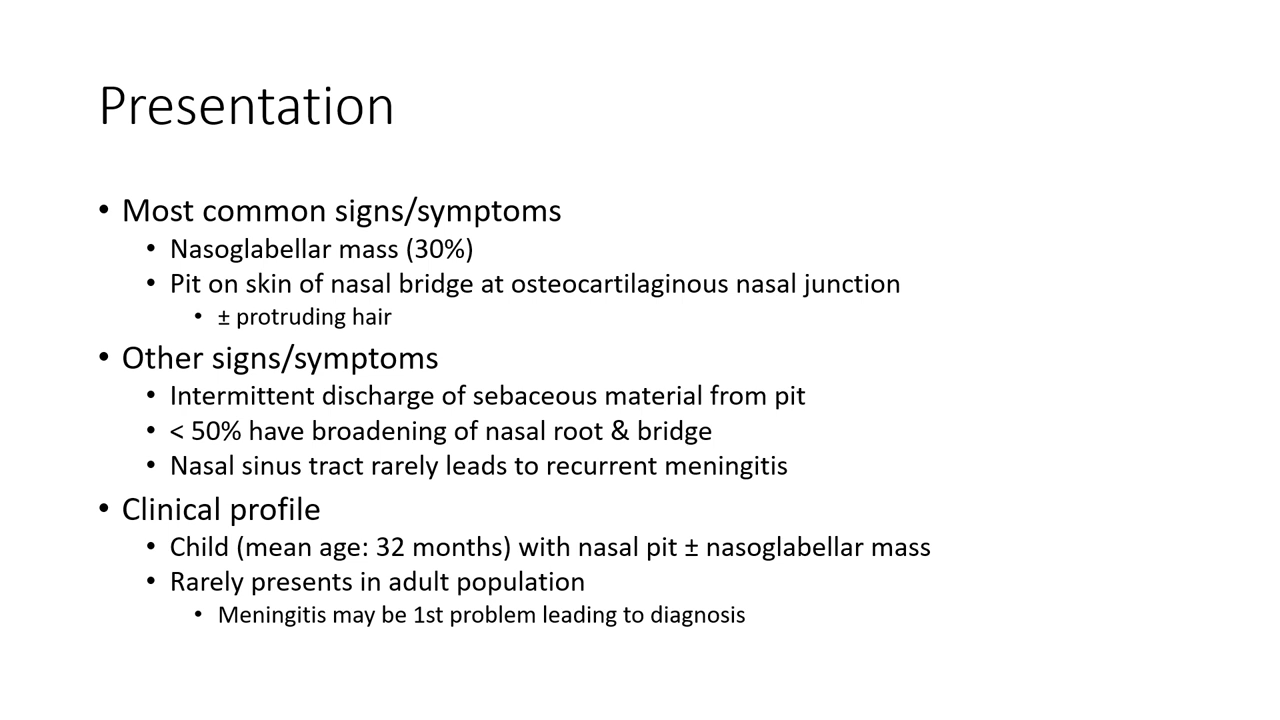 Presentation
• Most common signs/symptoms
• Nasoglabellar mass (30%)
• Pit on skin of nasal bridge at osteocartilaginous nasal junction
• ± protruding hair
• Other signs/symptoms
• Intermittent discharge of sebaceous material from pit
• < 50% have broadening of nasal root & bridge
• Nasal sinus tract rarely leads to recurrent meningitis
• Clinical profile
• Child (mean age: 32 months) with nasal pit ± nasoglabellar mass
• Rarely presents in adult population
• Meningitis may be 1st problem leading to diagnosis